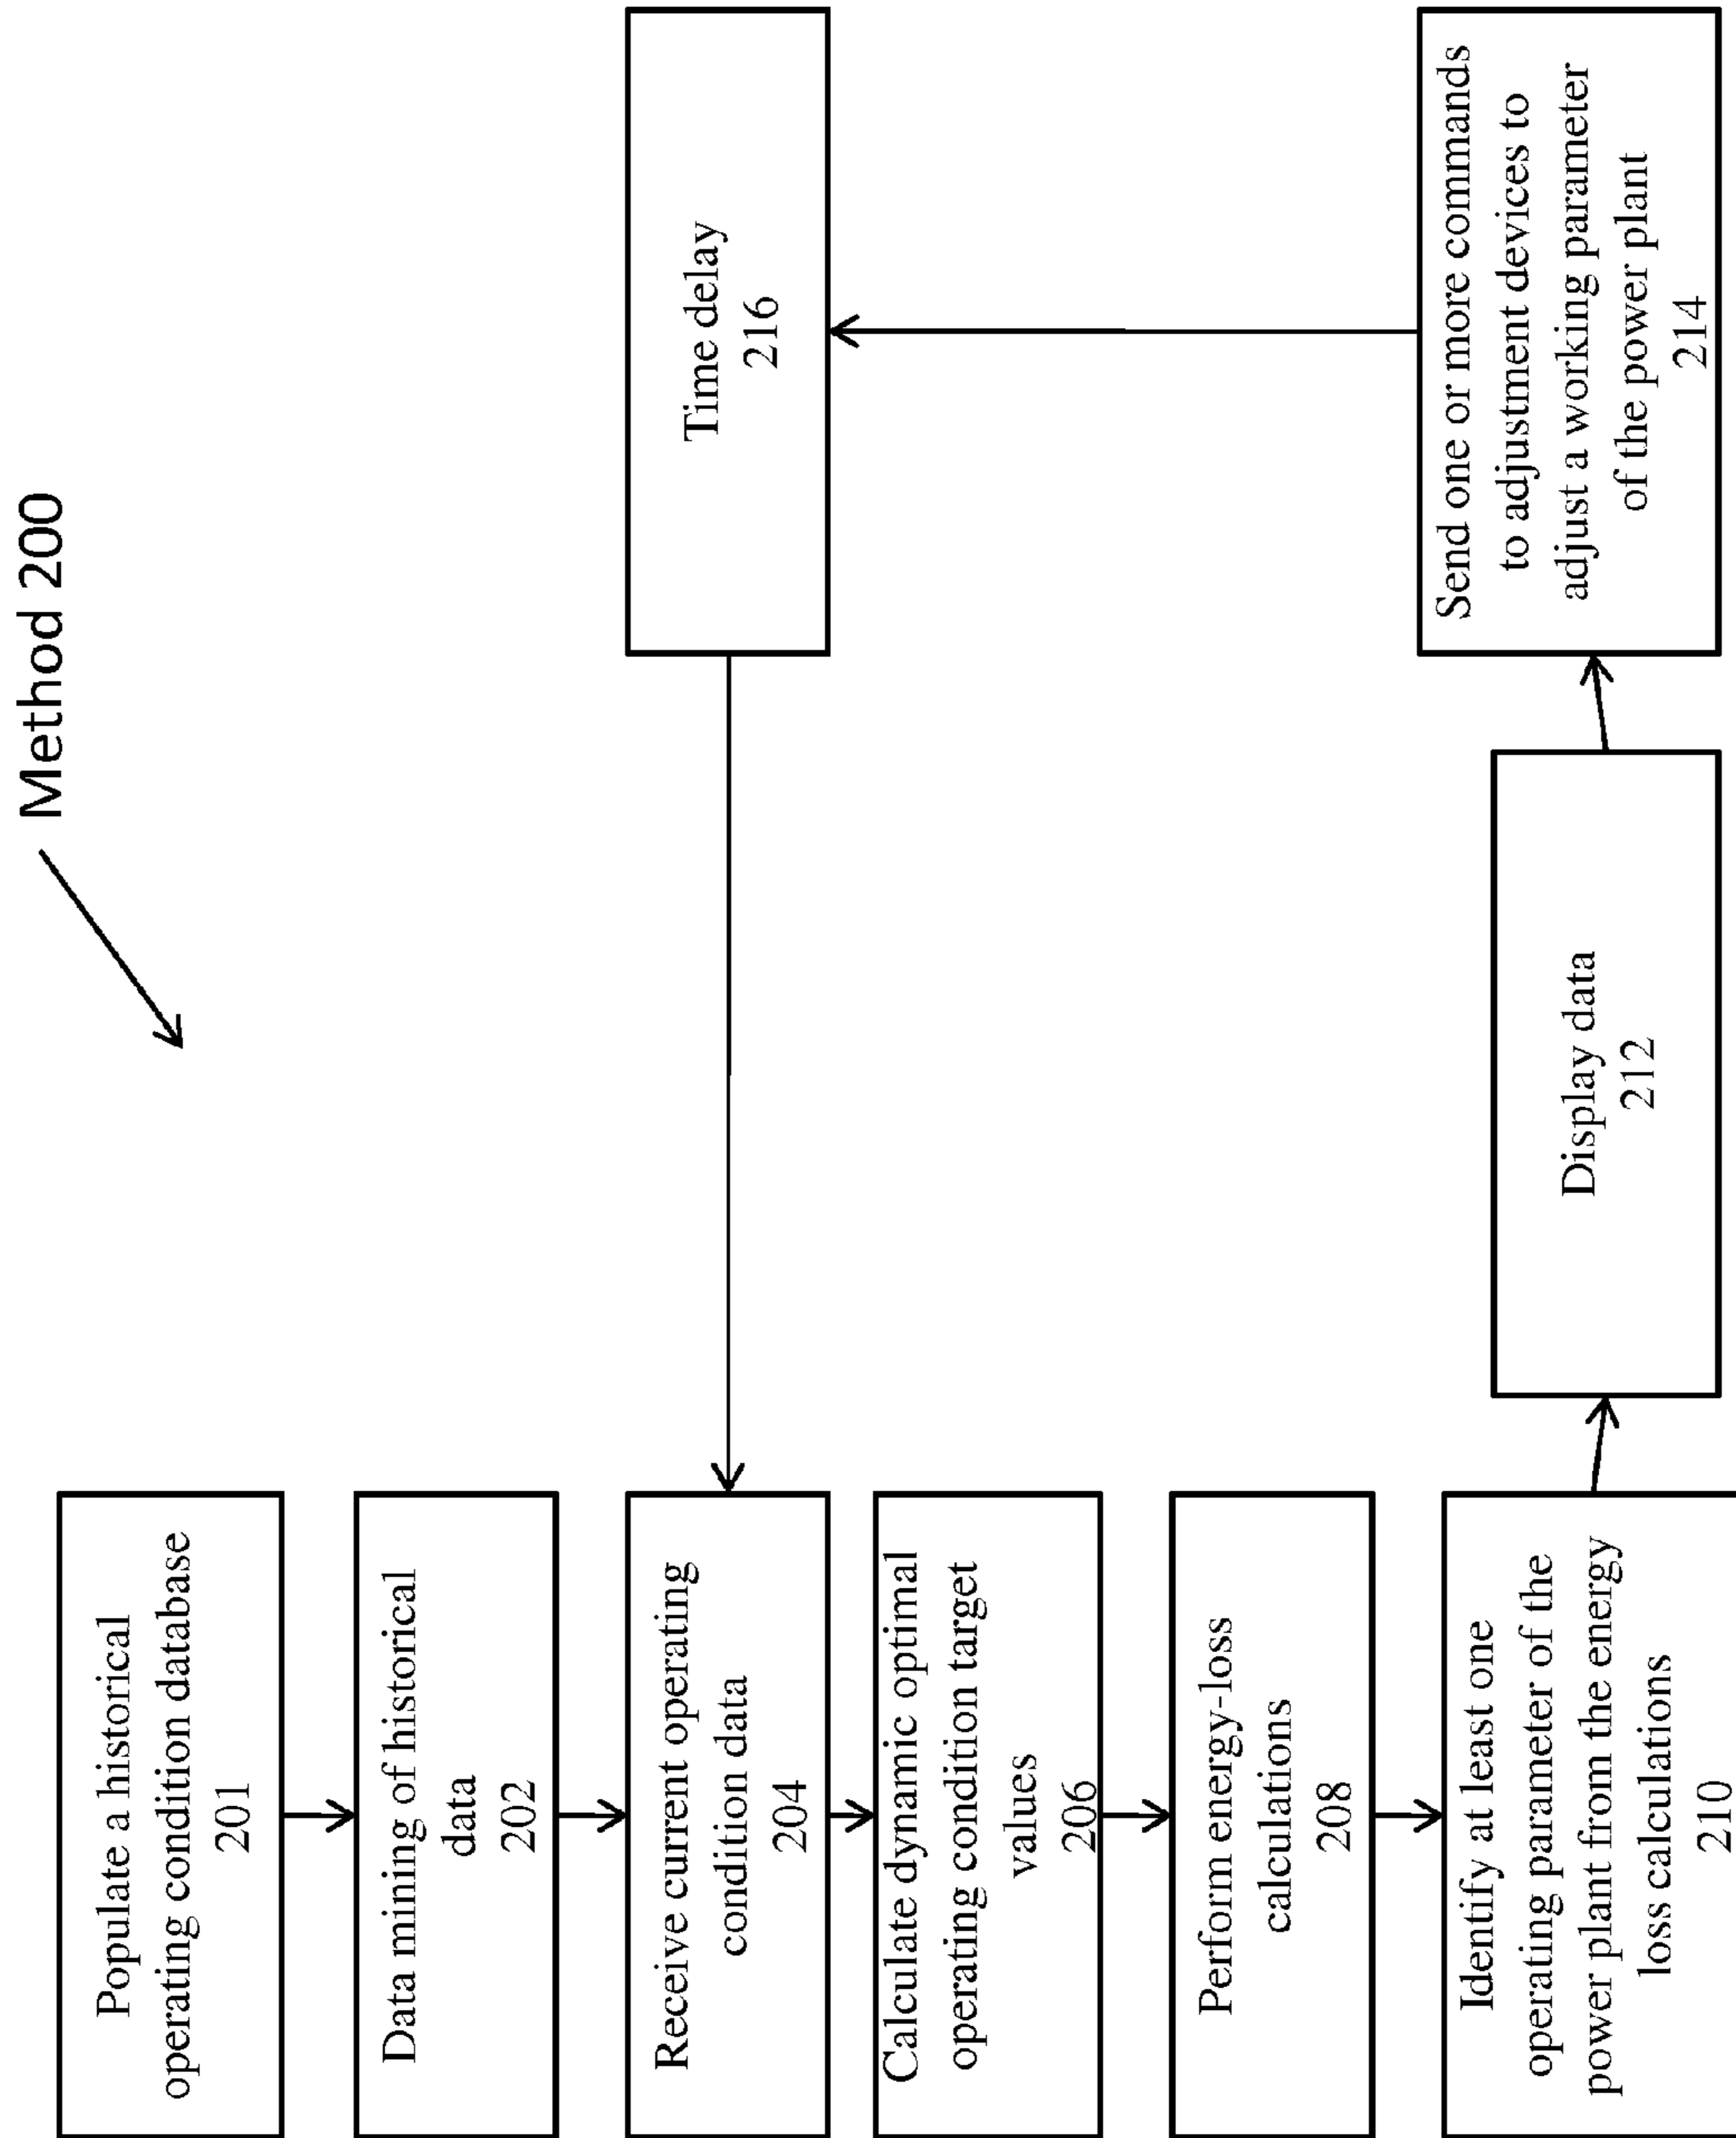 Method 200
Populate a historical
operating condition database
201
Data mining of historical
data
202
Receive current operating
condition data
204
Calculate dynamic optimal
operating condition target
values
206
Perform energy-loss
calculations
208
Identify at least one
operating parameter of the
power plant from the energy
loss calculations
210
Display data
212
Send one or more commands
to adjustment devices to
adjust a working parameter
of the power plant
214
Time delay
216